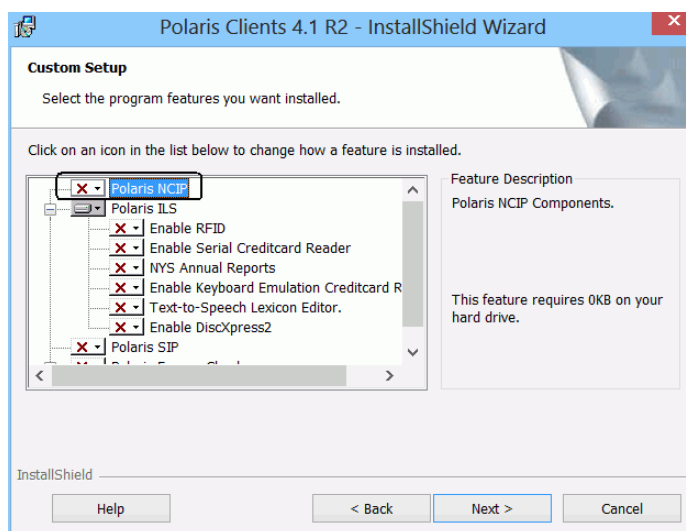 Polaris Clients 4.1 R2 - InstallShield Wizard
Custom Setup
Select the program features you want installed.
Click on an icon in the list below to change how a feature is installed.
Polaris NCIP
Polaris ILS
Enable RFID
Enable Serial Creditcard Reader
NYS Annual Reports
Enable Keyboard Emulation Creditcard R
Text-to-Speech Lexicon Editor.
Enable DiscXpress2
Polaris SIP
Feature Description
Polaris NCIP Components.
This feature requires 0KB on your
hard drive.
InstallShield
Help
< Back
Next >
Cancel